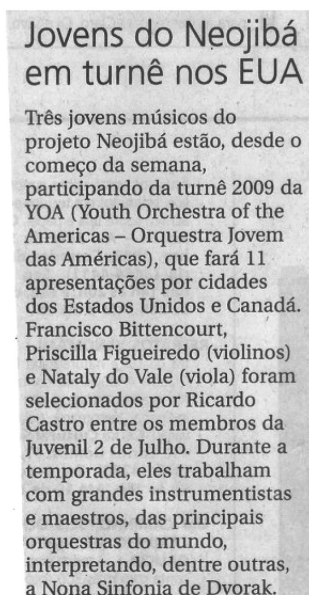 Jovens do Neojibá
em turnê nos EUA
Três jovens músicos do
projeto Neojibá estão, desde o
começo da semana,
participando da turnê 2009 da
YOA (Youth Orchestra of the
Americas – Orquestra Jovem
das Américas), que fará 11
apresentações por cidades
dos Estados Unidos e Canadá.
Francisco Bittencourt,
Priscilla Figueiredo (violinos)
e Nataly do Vale (viola) foram
selecionados por Ricardo
Castro entre os membros da
Juvenil 2 de Julho. Durante a
temporada, eles trabalham
com grandes instrumentistas
e maestros, das principais
orquestras do mundo,
interpretando, dentre outras,
a Nona Sinfonia de Dvorak.